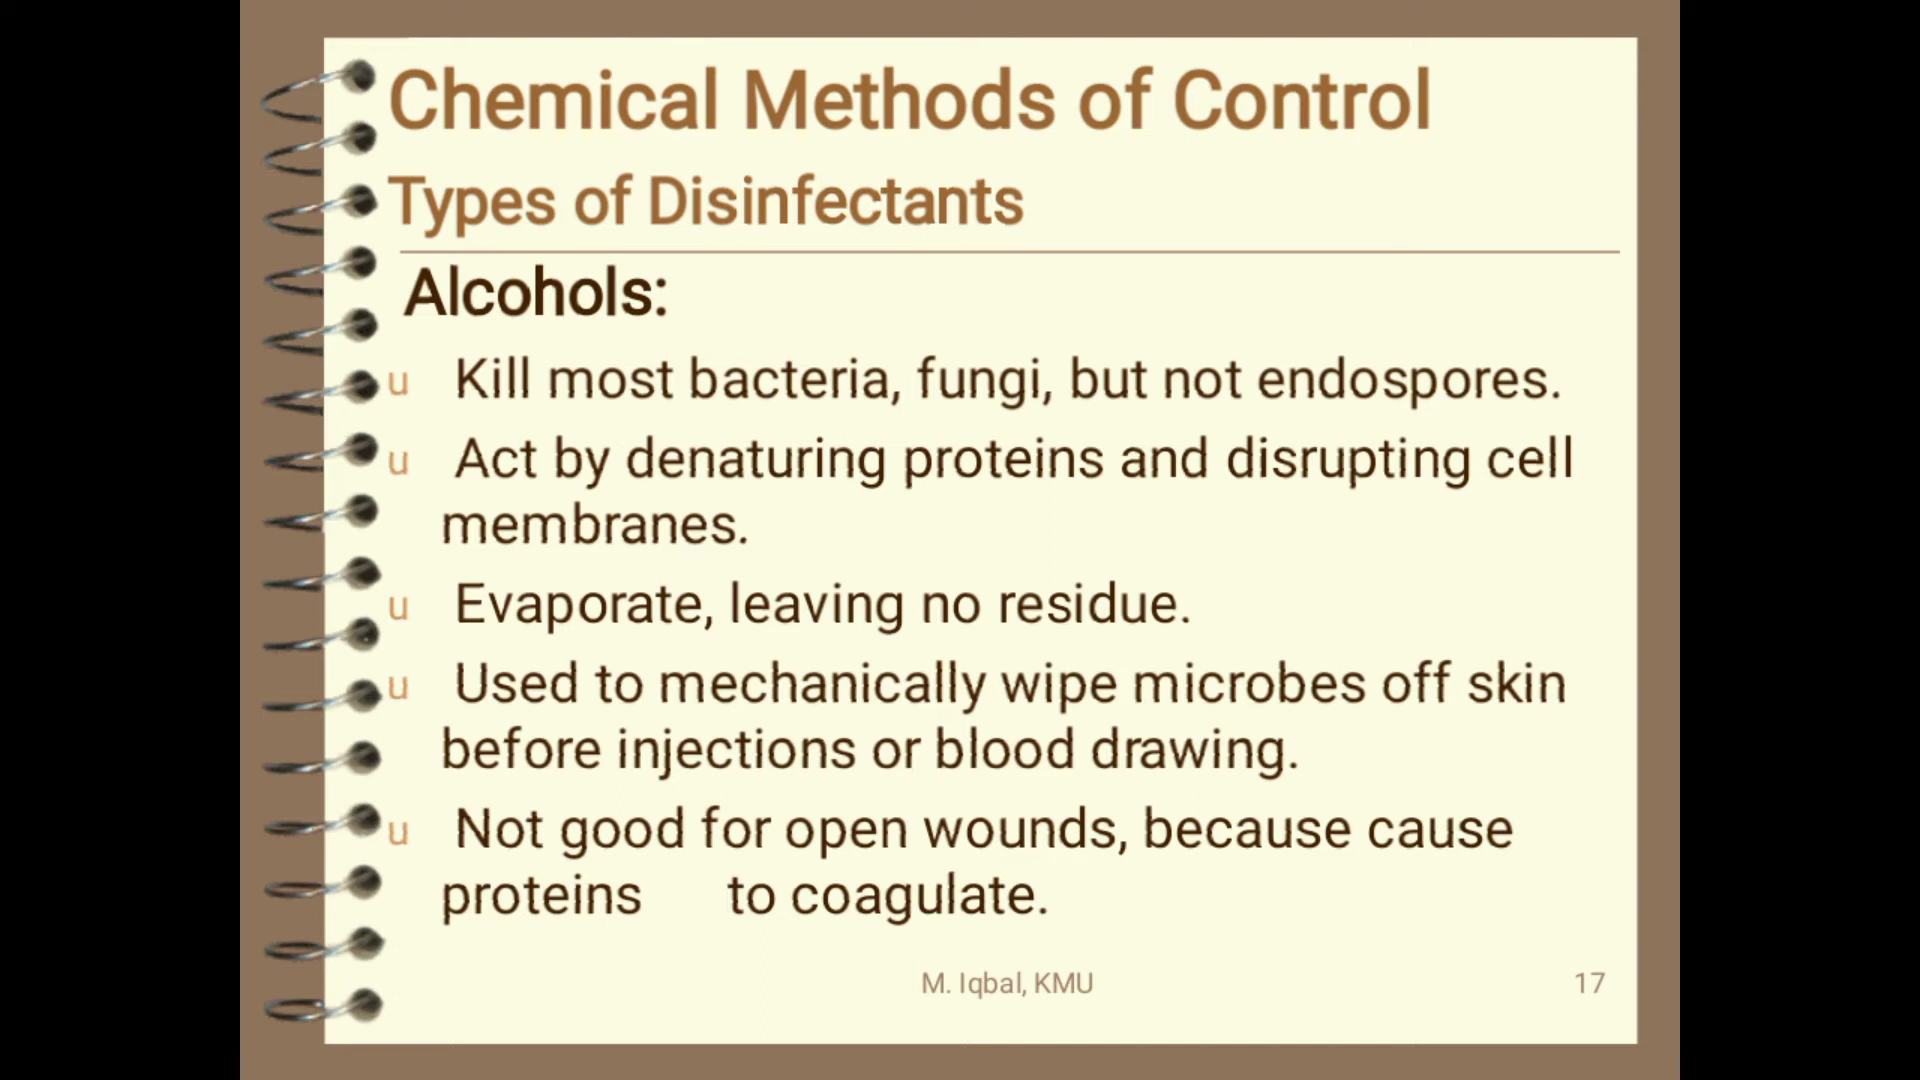 Chemical Methods of Control
Types of Disinfectants
Alcohols:
u Kill most bacteria, fungi, but not endospores.
u Act by denaturing proteins and disrupting cell
membranes.
u Evaporate, leaving no residue.
u Used to mechanically wipe microbes off skin
before injections or blood drawing.
u Not good for open wounds, because cause
proteins to coagulate.
M. Iqbal, KMU
17